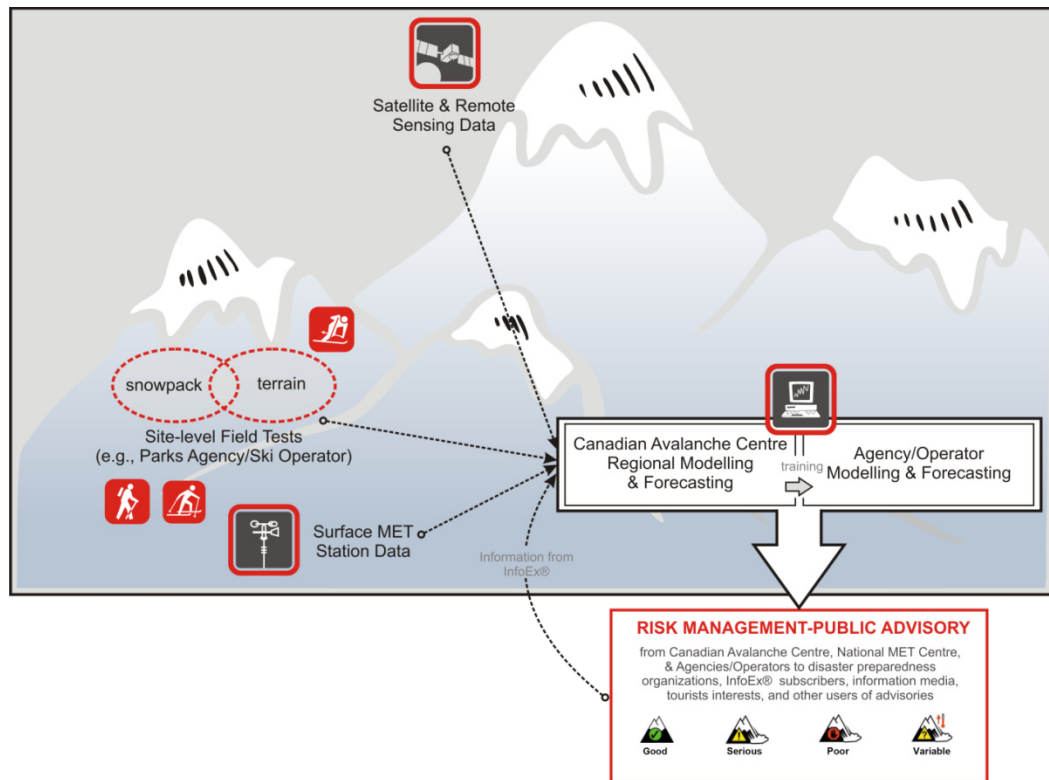 Satellite & Remote
Sensing Data
snowpack
terrain
Site-level Field Tests
(e.g., Parks Agency/Ski Operator)
Surface MET
Station Data
Canadian Avalanche Centre
Regional Modelling
& Forecasting
training
Agency/Operator
Modelling & Forecasting
Information from
InfoEx®
RISK MANAGEMENT-PUBLIC ADVISORY
from Canadian Avalanche Centre, National MET Centre,
& Agencies/Operators to disaster preparedness
organizations, InfoEx® subscribers, information media,
tourists interests, and other users of advisories
Good
Serious
Poor
Variable